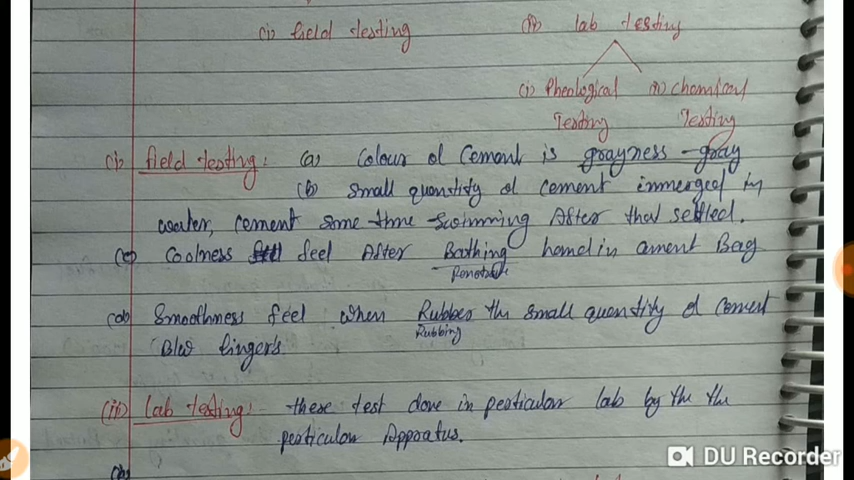 (i) field testing (ii) lab testing
(i) Pheological Testing (ii) chemical Testing
(i) field testing: (a) Colour of Cement is grayness - gray
(b) small quantity of cement immerged in
water, cement some time swimming After that settled.
(c) Coolness feel After Bathing hand in cement Bag
Penetrate
(d) Smoothness feel when Rubber the small quantity of cement
Rubbing
B/w finger's
(ii) lab testing:- these test done in perticular lab by the the
perticular Apparatus.
(b)
DU Recorder